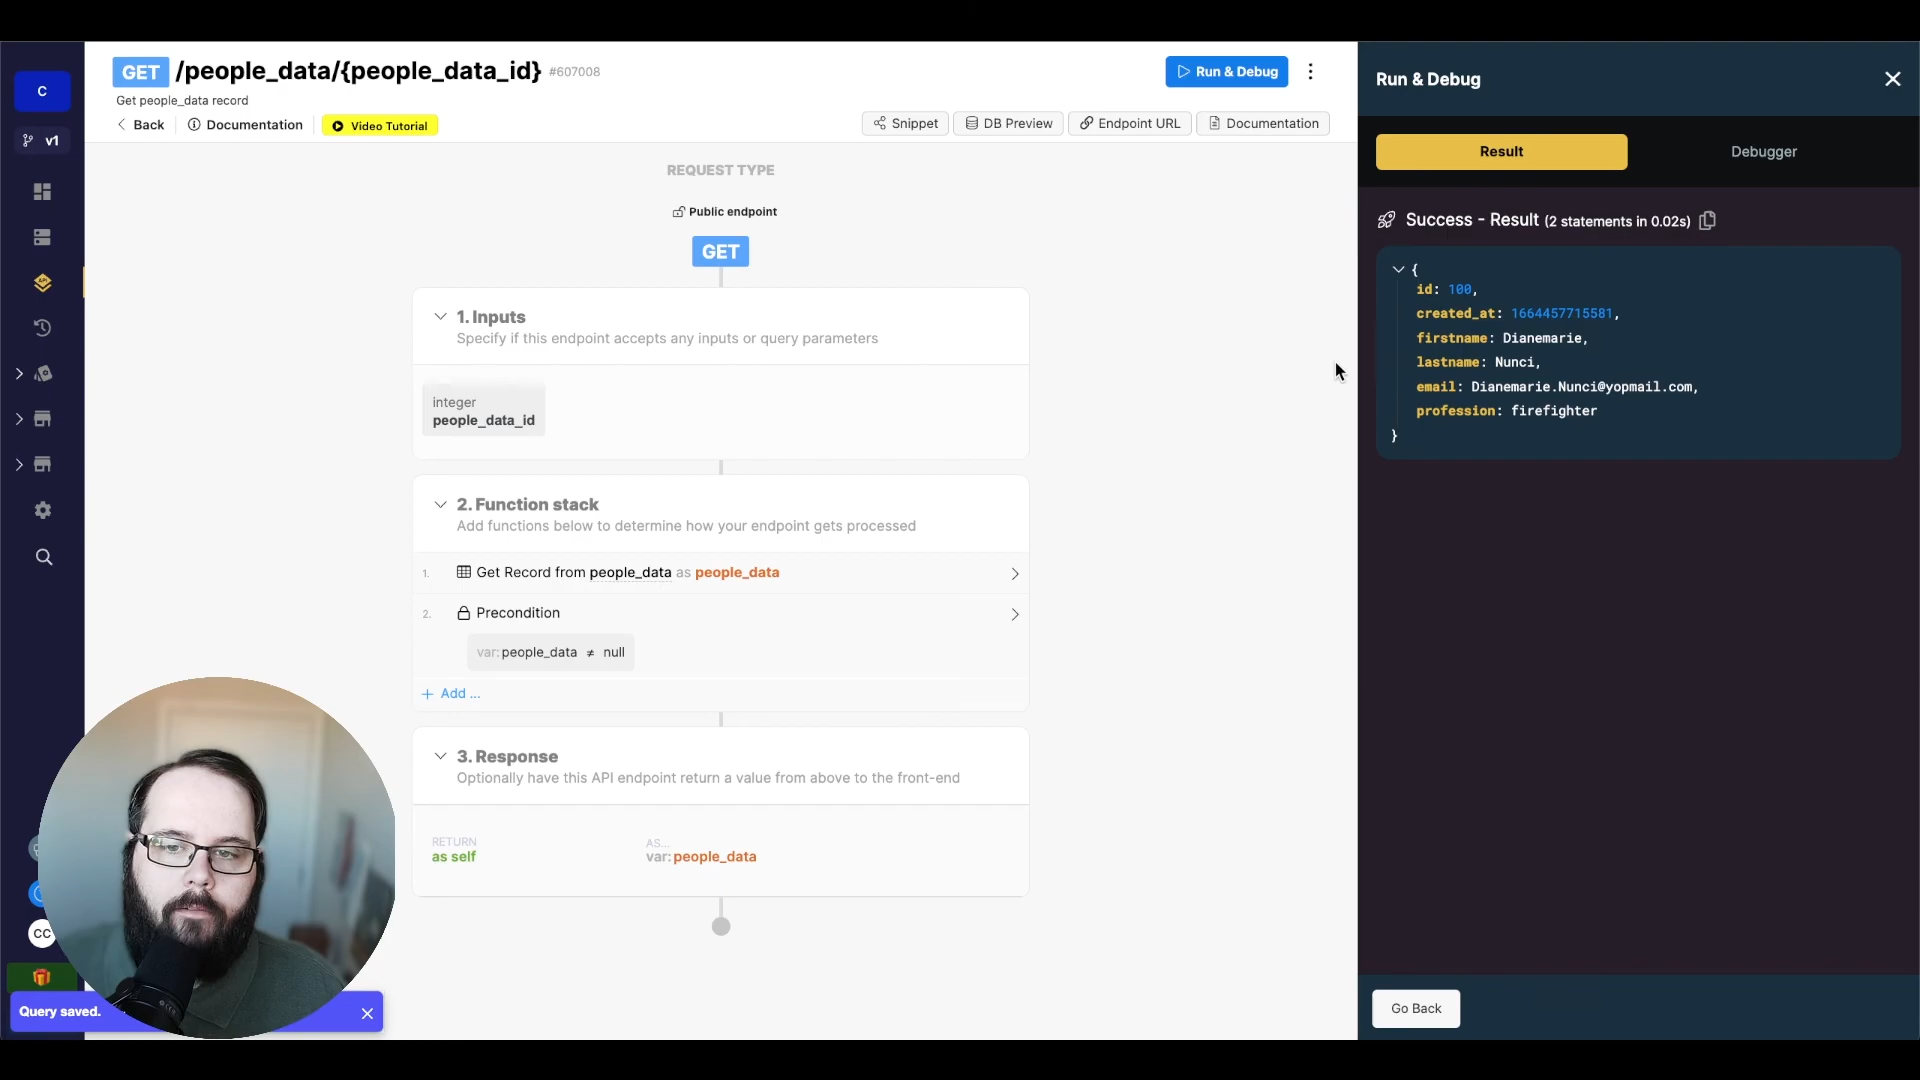 C
v1
GET /people_data/{people_data_id} #607008
Get people_data record
Back
Documentation
Video Tutorial
Run & Debug
Snippet
DB Preview
Endpoint URL
Documentation
REQUEST TYPE
Public endpoint
GET
1. Inputs
Specify if this endpoint accepts any inputs or query parameters
integer
people_data_id
2. Function stack
Add functions below to determine how your endpoint gets processed
1. Get Record from people_data as people_data
2. Precondition
var: people_data ≠ null
+ Add ...
3. Response
Optionally have this API endpoint return a value from above to the front-end
RETURN
as self
AS...
var: people_data
CC
Query saved.
Run & Debug
Result
Debugger
Success - Result (2 statements in 0.02s)
{
id: 100,
created_at: 1664457715581,
firstname: Dianemarie,
lastname: Nunci,
email: Dianemarie.Nunci@yopmail.com,
profession: firefighter
}
Go Back